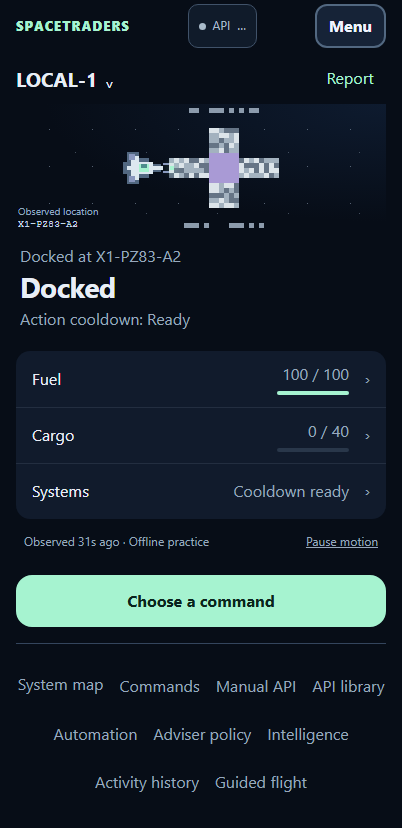 SPACETRADERS
API ...
Menu
LOCAL-1 v
Report
Observed location
X1-PZ83-A2
Docked at X1-PZ83-A2
Docked
Action cooldown: Ready
Fuel 100 / 100 ›
Cargo 0 / 40 ›
Systems Cooldown ready ›
Observed 31s ago · Offline practice Pause motion
Choose a command
System map Commands Manual API API library
Automation Adviser policy Intelligence
Activity history Guided flight